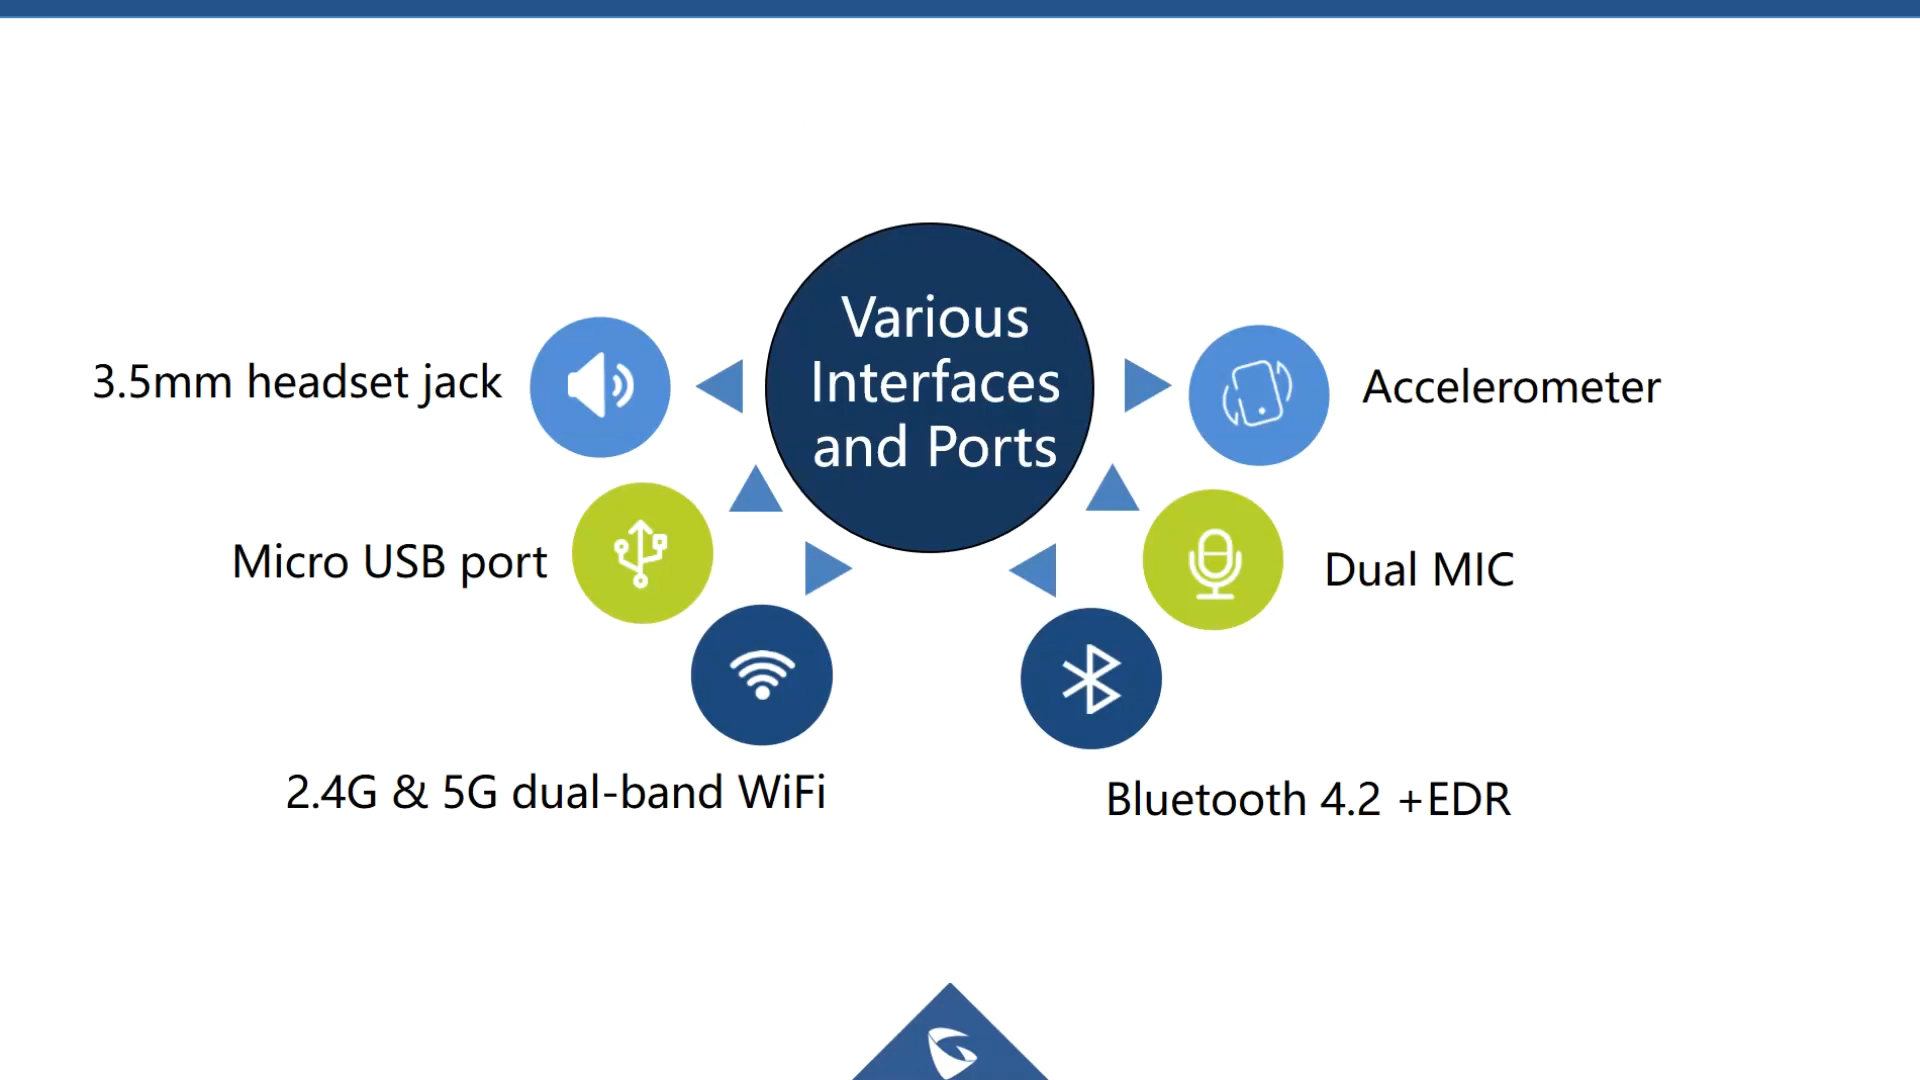 Various
Interfaces
and Ports
3.5mm headset jack
Accelerometer
Micro USB port
Dual MIC
2.4G & 5G dual-band WiFi
Bluetooth 4.2 +EDR